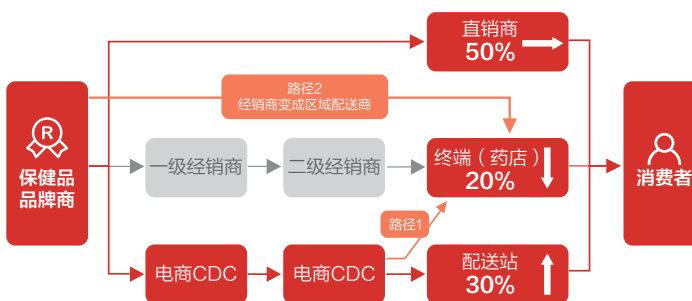 直销商
50%
路径2
经销商变成区域配送商
R
保健品
品牌商
一级经销商
二级经销商
终端（药店）
20%
消费者
路径1
电商CDC
电商CDC
配送站
30%